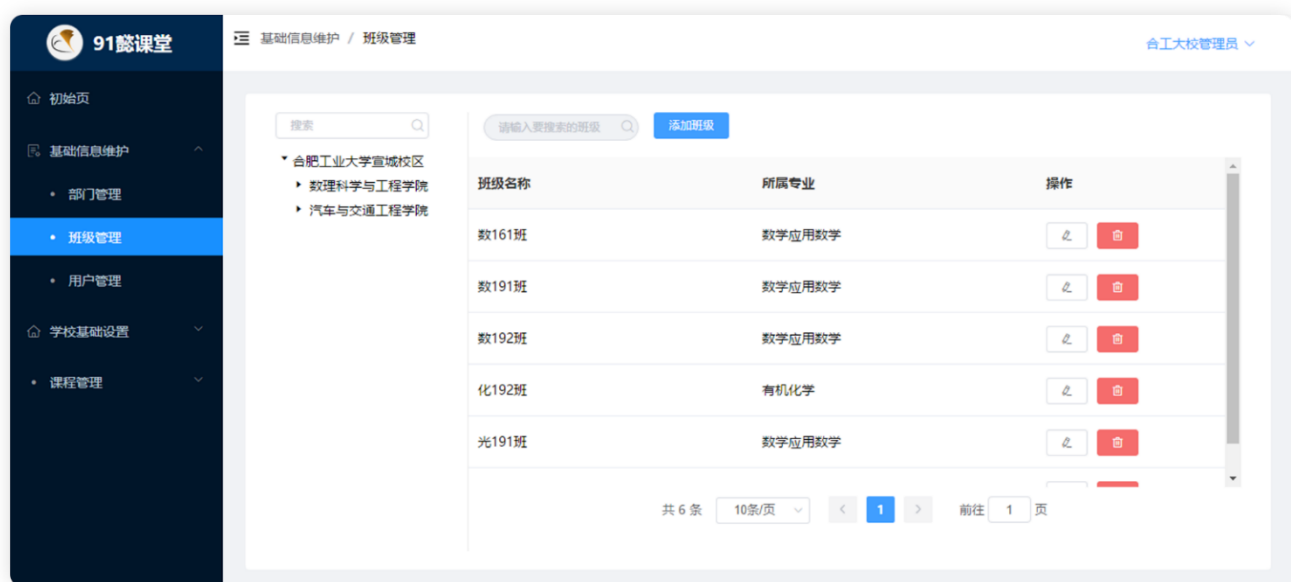 91懿课堂
基础信息维护 / 班级管理
合工大校管理员
初始页
基础信息维护
部门管理
班级管理
用户管理
学校基础设置
课程管理
搜索
合肥工业大学宣城校区
数理科学与工程学院
汽车与交通工程学院
请输入要搜索的班级
添加班级
班级名称 所属专业 操作
数161班 数学应用数学
数191班 数学应用数学
数192班 数学应用数学
化192班 有机化学
光191班 数学应用数学
共 6 条 10条/页 < 1 > 前往 1 页